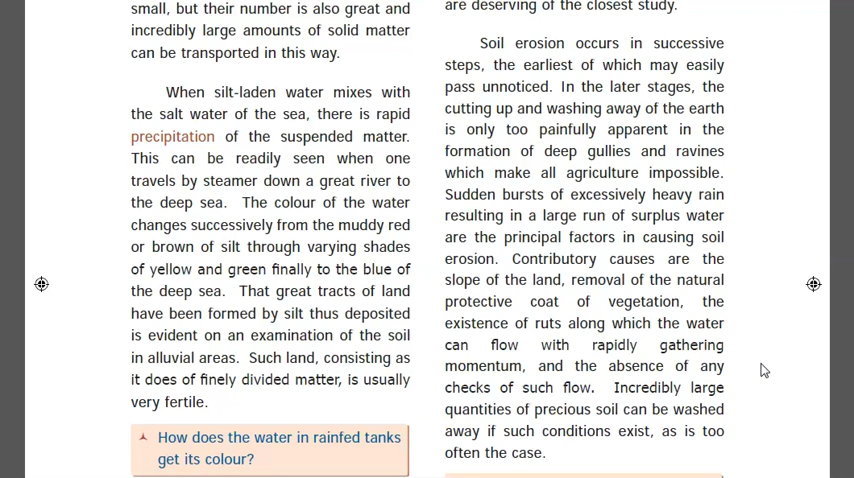 small, but their number is also great and
incredibly large amounts of solid matter
can be transported in this way.
When silt-laden water mixes with
the salt water of the sea, there is rapid
precipitation of the suspended matter.
This can be readily seen when one
travels by steamer down a great river to
the deep sea. The colour of the water
changes successively from the muddy red
or brown of silt through varying shades
of yellow and green finally to the blue of
the deep sea. That great tracts of land
have been formed by silt thus deposited
is evident on an examination of the soil
in alluvial areas. Such land, consisting as
it does of finely divided matter, is usually
very fertile.
How does the water in rainfed tanks
get its colour?
are deserving of the closest study.
Soil erosion occurs in successive
steps, the earliest of which may easily
pass unnoticed. In the later stages, the
cutting up and washing away of the earth
is only too painfully apparent in the
formation of deep gullies and ravines
which make all agriculture impossible.
Sudden bursts of excessively heavy rain
resulting in a large run of surplus water
are the principal factors in causing soil
erosion. Contributory causes are the
slope of the land, removal of the natural
protective coat of vegetation, the
existence of ruts along which the water
can flow with rapidly gathering
momentum, and the absence of any
checks of such flow. Incredibly large
quantities of precious soil can be washed
away if such conditions exist, as is too
often the case.